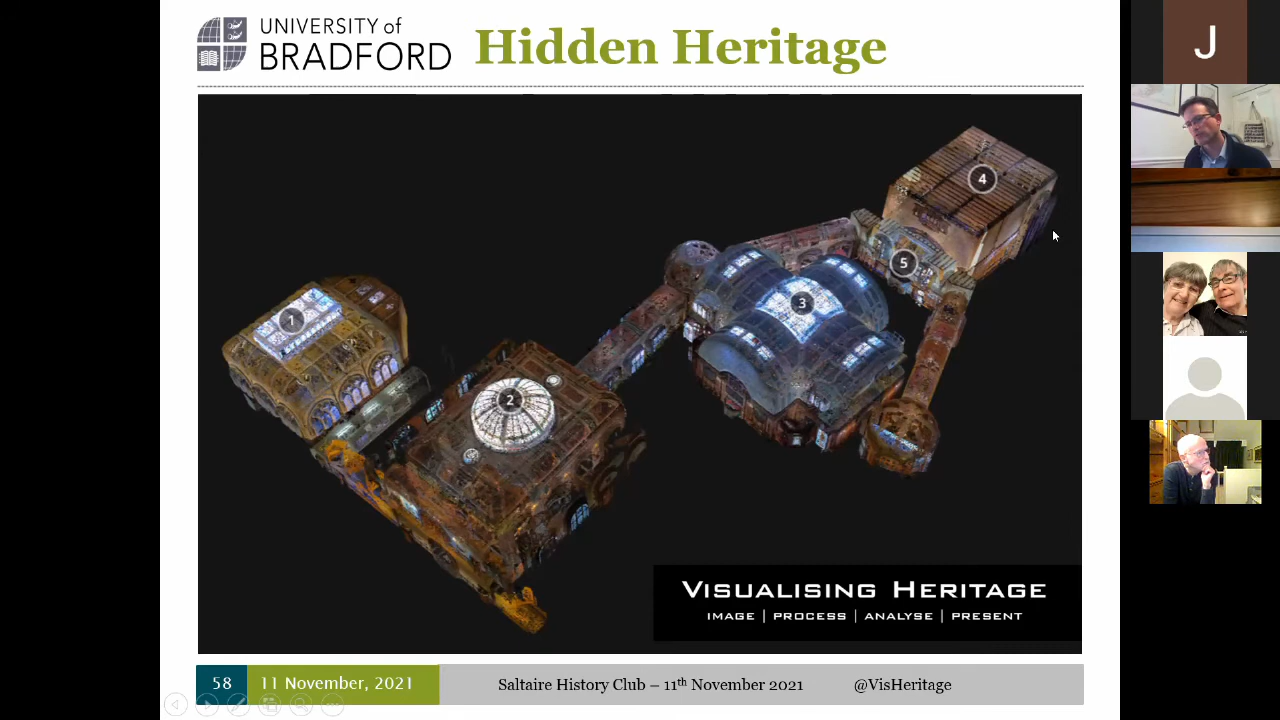 UNIVERSITY of
BRADFORD
Hidden Heritage
J
4
5
3
1
2
VISUALISING HERITAGE
IMAGE | PROCESS | ANALYSE | PRESENT
58
11 November, 2021
Saltaire History Club – 11th November 2021
@VisHeritage